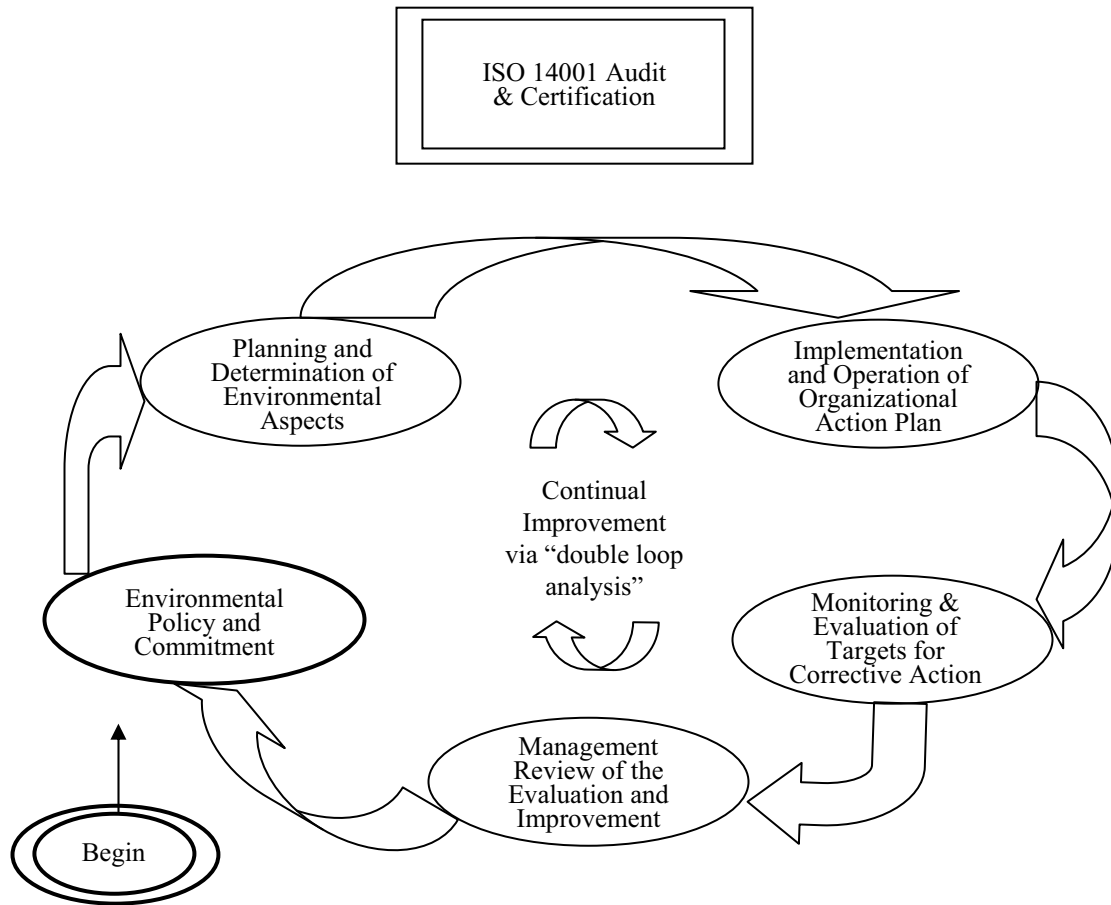 ISO 14001 Audit
& Certification
Planning and
Determination of
Environmental
Aspects
Implementation
and Operation of
Organizational
Action Plan
Continual
Improvement
via “double loop
analysis”
Environmental
Policy and
Commitment
Monitoring &
Evaluation of
Targets for
Corrective Action
Management
Review of the
Evaluation and
Improvement
Begin